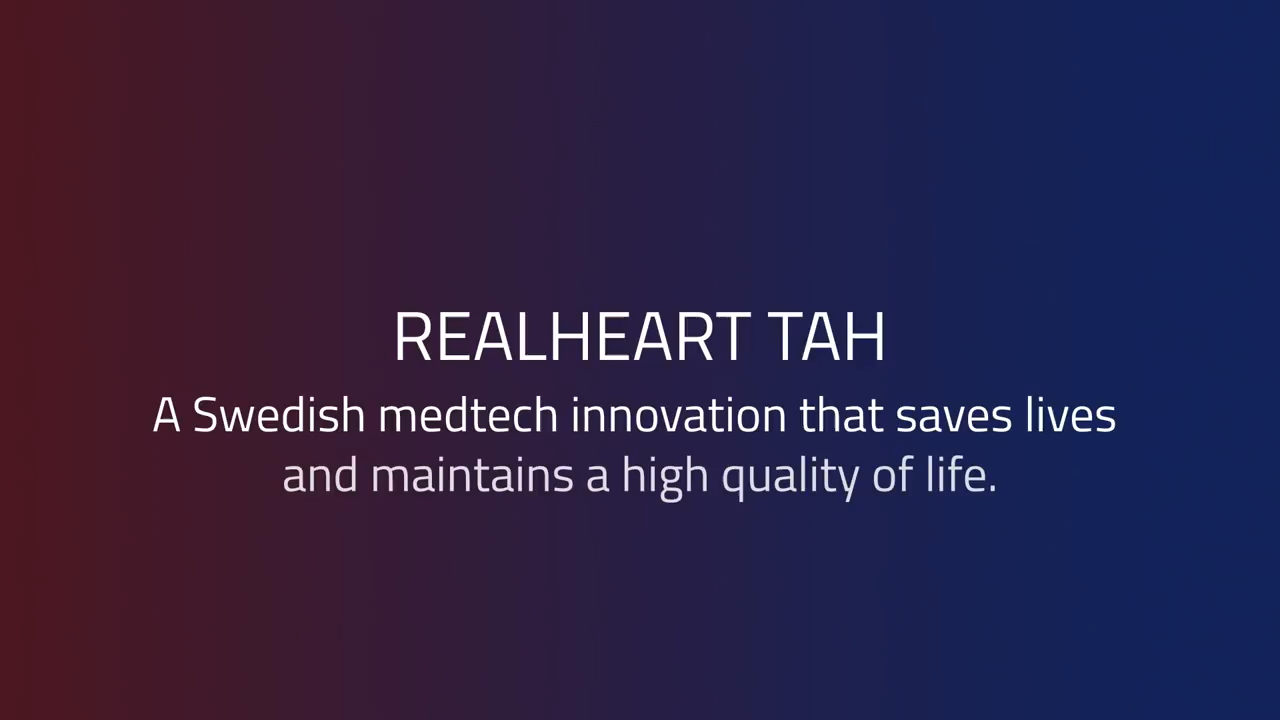 REALHEART TAH
A Swedish medtech innovation that saves lives
and maintains a high quality of life.